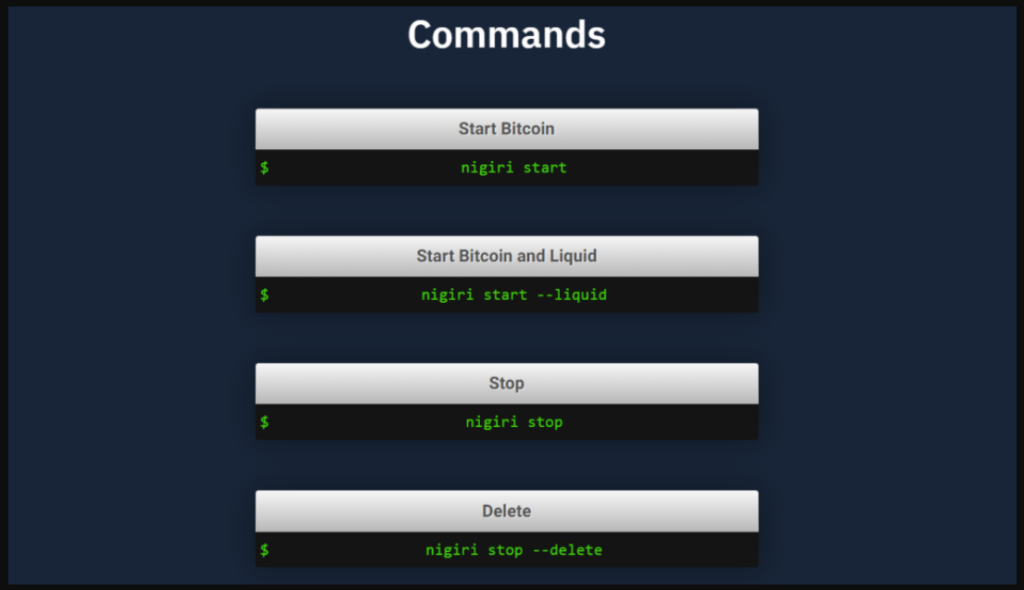 Commands
Start Bitcoin
$ nigiri start
Start Bitcoin and Liquid
$ nigiri start --liquid
Stop
$ nigiri stop
Delete
$ nigiri stop --delete